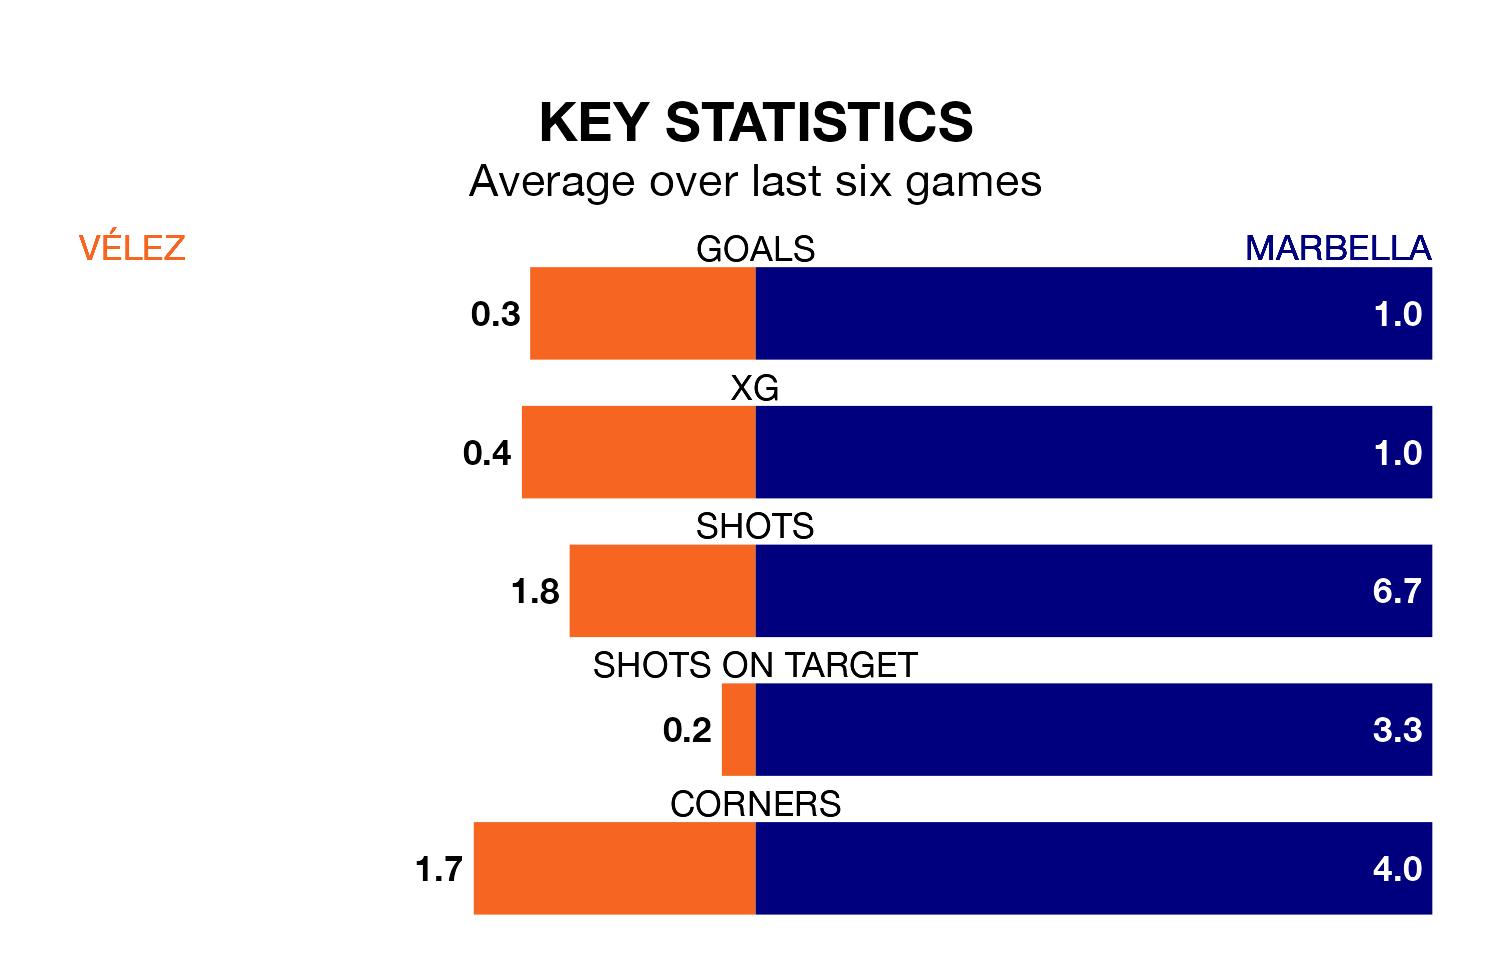 KEY STATISTICS
Average over last six games
VÉLEZ GOALS MARBELLA
0.3 1.0
XG
0.4 1.0
SHOTS
1.8 6.7
SHOTS ON TARGET
0.2 3.3
CORNERS
1.7 4.0